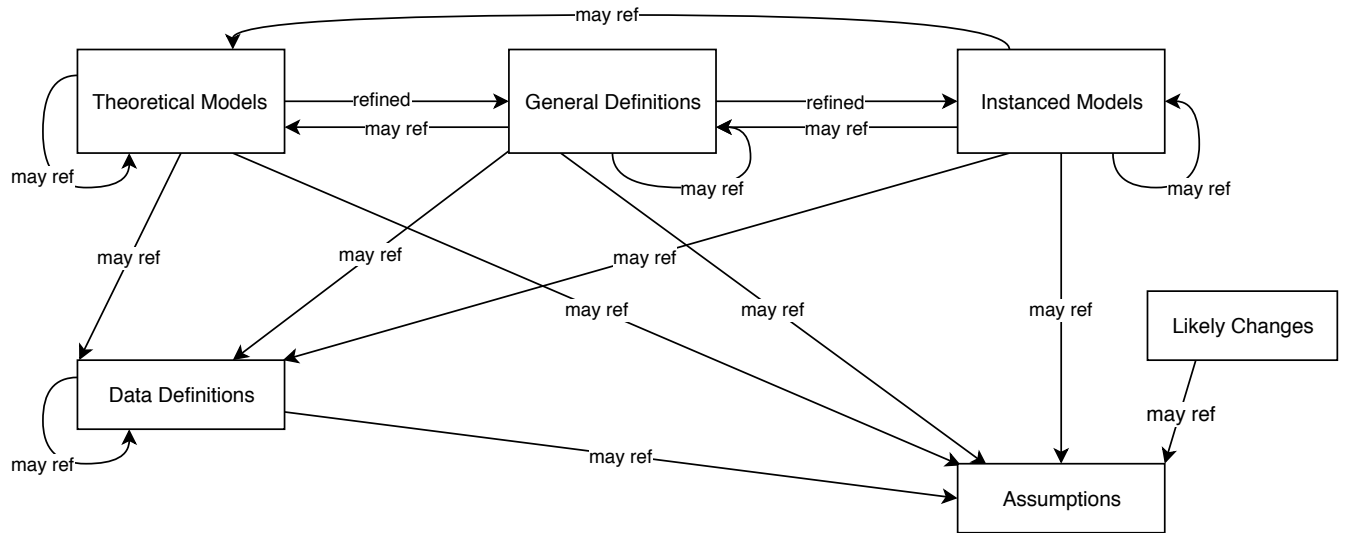 may ref
Theoretical Models
refined
General Definitions
refined
Instanced Models
may ref
may ref
may ref
may ref
may ref
may ref
may ref
may ref
may ref
may ref
may ref
may ref
Likely Changes
Data Definitions
may ref
may ref
may ref
Assumptions